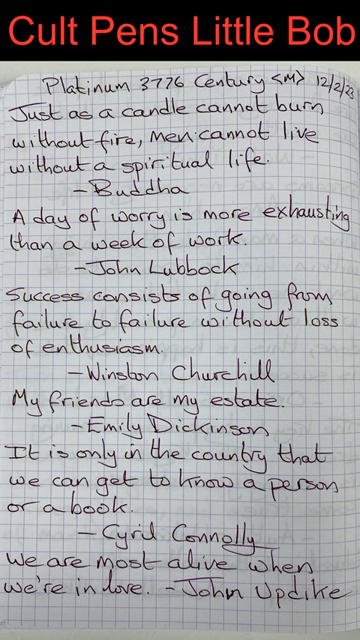 Cult Pens Little Bob
Platinum 3776 Century <M> 12/2/23
Just as a candle cannot burn
without fire, men cannot live
without a spiritual life.
- Buddha
A day of worry is more exhausting
than a week of work.
- John Lubbock
Success consists of going from
failure to failure without loss
of enthusiasm.
- Winston Churchill
My friends are my estate.
- Emily Dickinson
It is only in the country that
we can get to know a person
or a book.
- Cyril Connolly
We are most alive when
we're in love. - John Updike